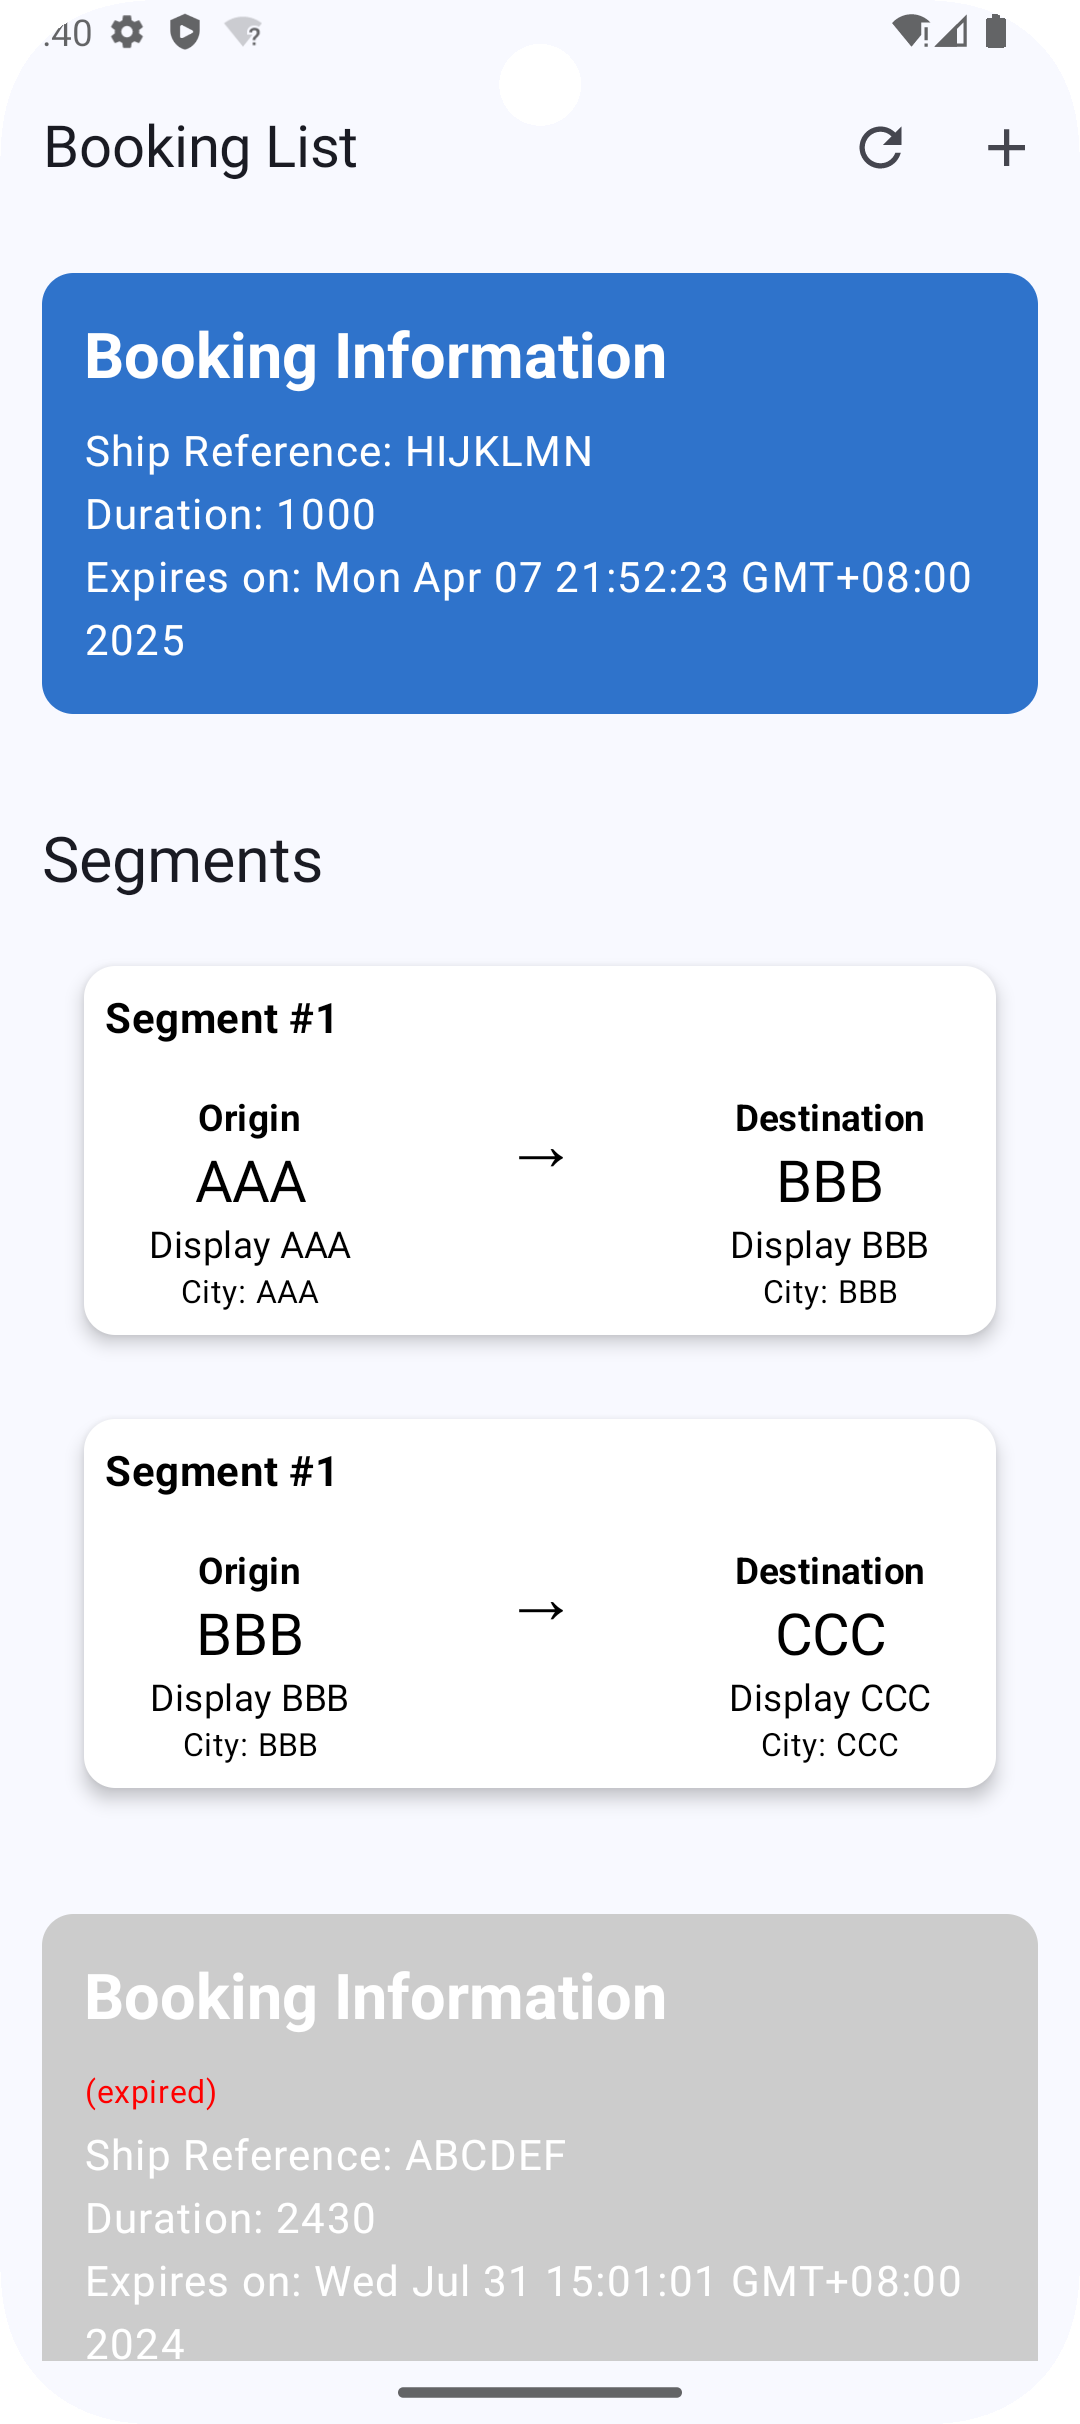 :40
Booking List
Booking Information
Ship Reference: HIJKLMN
Duration: 1000
Expires on: Mon Apr 07 21:52:23 GMT+08:00
2025
Segments
Segment #1
Origin
→
Destination
AAA
BBB
Display AAA
Display BBB
City: AAA
City: BBB
Segment #1
Origin
→
Destination
BBB
CCC
Display BBB
Display CCC
City: BBB
City: CCC
Booking Information
(expired)
Ship Reference: ABCDEF
Duration: 2430
Expires on: Wed Jul 31 15:01:01 GMT+08:00
2024